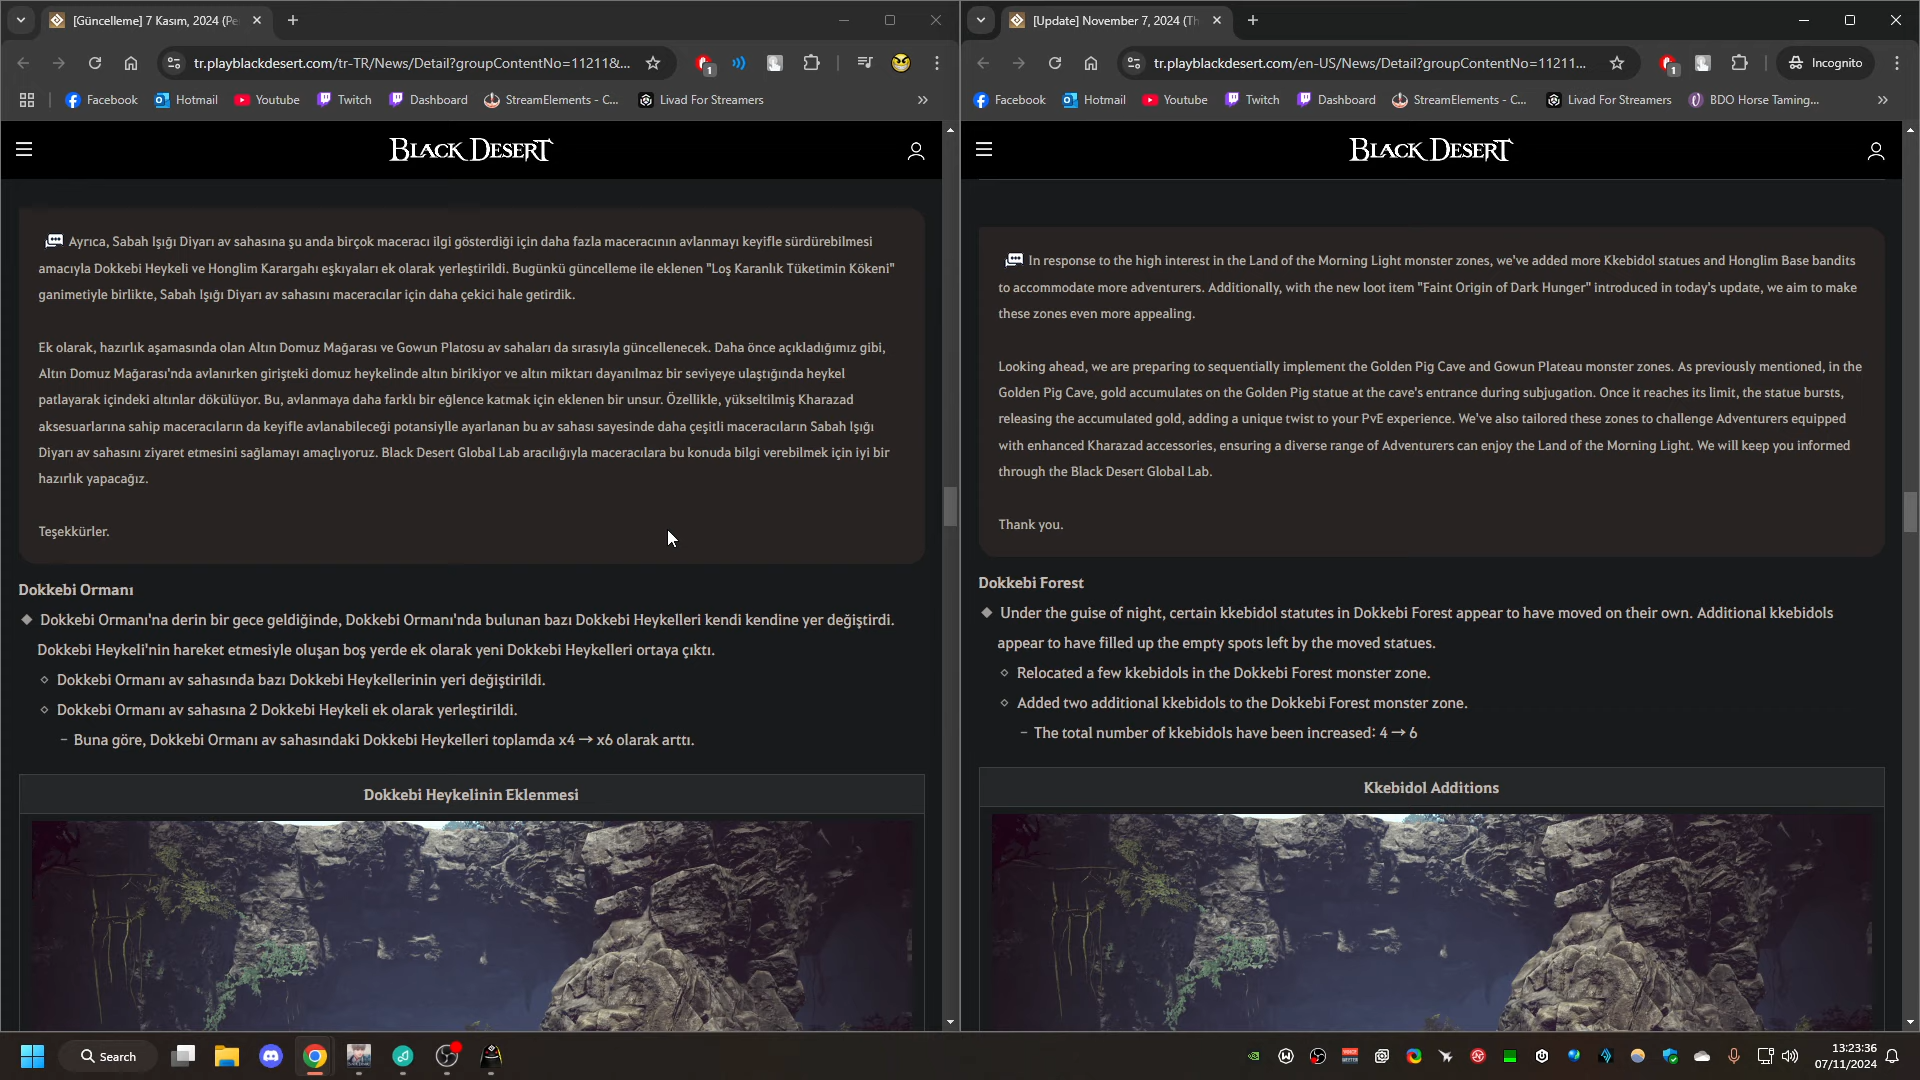 [Güncelleme] 7 Kasım, 2024 (Pe
tr.playblackdesert.com/tr-TR/News/Detail?groupContentNo=11211&...
Facebook
Hotmail
Youtube
Twitch
Dashboard
StreamElements - C...
Livad For Streamers
BLACK DESERT
Ayrıca, Sabah Işığı Diyarı av sahasına şu anda birçok maceracı ilgi gösterdiği için daha fazla maceracının avlanmayı keyifle sürdürebilmesi
amacıyla Dokkebi Heykeli ve Honglim Karargahı eşkıyaları ek olarak yerleştirildi. Bugünkü güncelleme ile eklenen "Loş Karanlık Tüketimin Kökeni"
ganimetiyle birlikte, Sabah Işığı Diyarı av sahasını maceracılar için daha çekici hale getirdik.
Ek olarak, hazırlık aşamasında olan Altın Domuz Mağarası ve Gowun Platosu av sahaları da sırasıyla güncellenecek. Daha önce açıkladığımız gibi,
Altın Domuz Mağarası'nda avlanırken girişteki domuz heykelinde altın birikiyor ve altın miktarı dayanılmaz bir seviyeye ulaştığında heykel
patlayarak içindeki altınlar dökülüyor. Bu, avlanmaya daha farklı bir eğlence katmak için eklenen bir unsur. Özellikle, yükseltilmiş Kharazad
aksesuarlarına sahip maceracıların da keyifle avlanabileceği potansiylle ayarlanan bu av sahası sayesinde daha çeşitli maceracıların Sabah Işığı
Diyarı av sahasını ziyaret etmesini sağlamayı amaçlıyoruz. Black Desert Global Lab aracılığıyla maceracılara bu konuda bilgi verebilmek için iyi bir
hazırlık yapacağız.
Teşekkürler.
Dokkebi Ormanı
Dokkebi Ormanı'na derin bir gece geldiğinde, Dokkebi Ormanı'nda bulunan bazı Dokkebi Heykelleri kendi kendine yer değiştirdi.
Dokkebi Heykeli'nin hareket etmesiyle oluşan boş yerde ek olarak yeni Dokkebi Heykelleri ortaya çıktı.
Dokkebi Ormanı av sahasında bazı Dokkebi Heykellerinin yeri değiştirildi.
Dokkebi Ormanı av sahasına 2 Dokkebi Heykeli ek olarak yerleştirildi.
- Buna göre, Dokkebi Ormanı av sahasındaki Dokkebi Heykelleri toplamda x4 → x6 olarak arttı.
Dokkebi Heykelinin Eklenmesi
[Update] November 7, 2024 (Th
tr.playblackdesert.com/en-US/News/Detail?groupContentNo=11211...
Incognito
Facebook
Hotmail
Youtube
Twitch
Dashboard
StreamElements - C...
Livad For Streamers
BDO Horse Taming...
BLACK DESERT
In response to the high interest in the Land of the Morning Light monster zones, we've added more Kkebidol statues and Honglim Base bandits
to accommodate more adventurers. Additionally, with the new loot item "Faint Origin of Dark Hunger" introduced in today's update, we aim to make
these zones even more appealing.
Looking ahead, we are preparing to sequentially implement the Golden Pig Cave and Gowun Plateau monster zones. As previously mentioned, in the
Golden Pig Cave, gold accumulates on the Golden Pig statue at the cave's entrance during subjugation. Once it reaches its limit, the statue bursts,
releasing the accumulated gold, adding a unique twist to your PvE experience. We've also tailored these zones to challenge Adventurers equipped
with enhanced Kharazad accessories, ensuring a diverse range of Adventurers can enjoy the Land of the Morning Light. We will keep you informed
through the Black Desert Global Lab.
Thank you.
Dokkebi Forest
Under the guise of night, certain kkebidol statutes in Dokkebi Forest appear to have moved on their own. Additional kkebidols
appear to have filled up the empty spots left by the moved statues.
Relocated a few kkebidols in the Dokkebi Forest monster zone.
Added two additional kkebidols to the Dokkebi Forest monster zone.
- The total number of kkebidols have been increased: 4 → 6
Kkebidol Additions
Search
13:23:36
07/11/2024